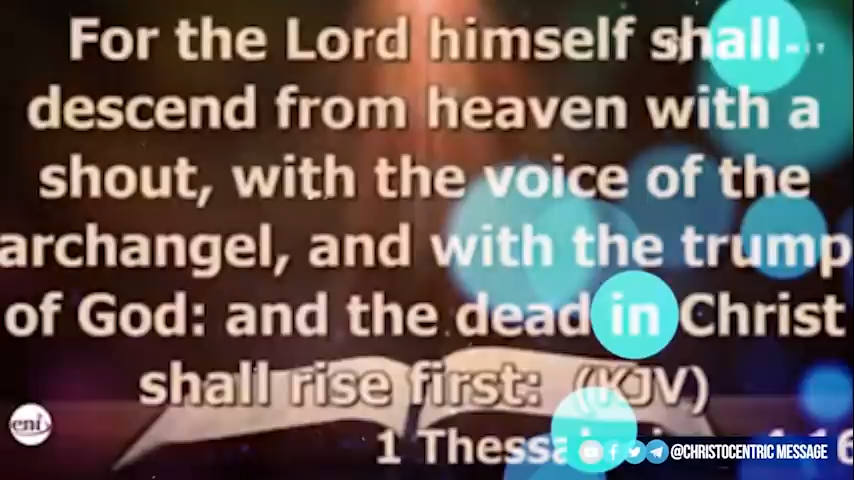 For the Lord himself shall
descend from heaven with a
shout, with the voice of the
archangel, and with the trump
of God: and the dead in Christ
shall rise first: (KJV)
eni
1
@CHRISTOCENTRIC MESSAGE